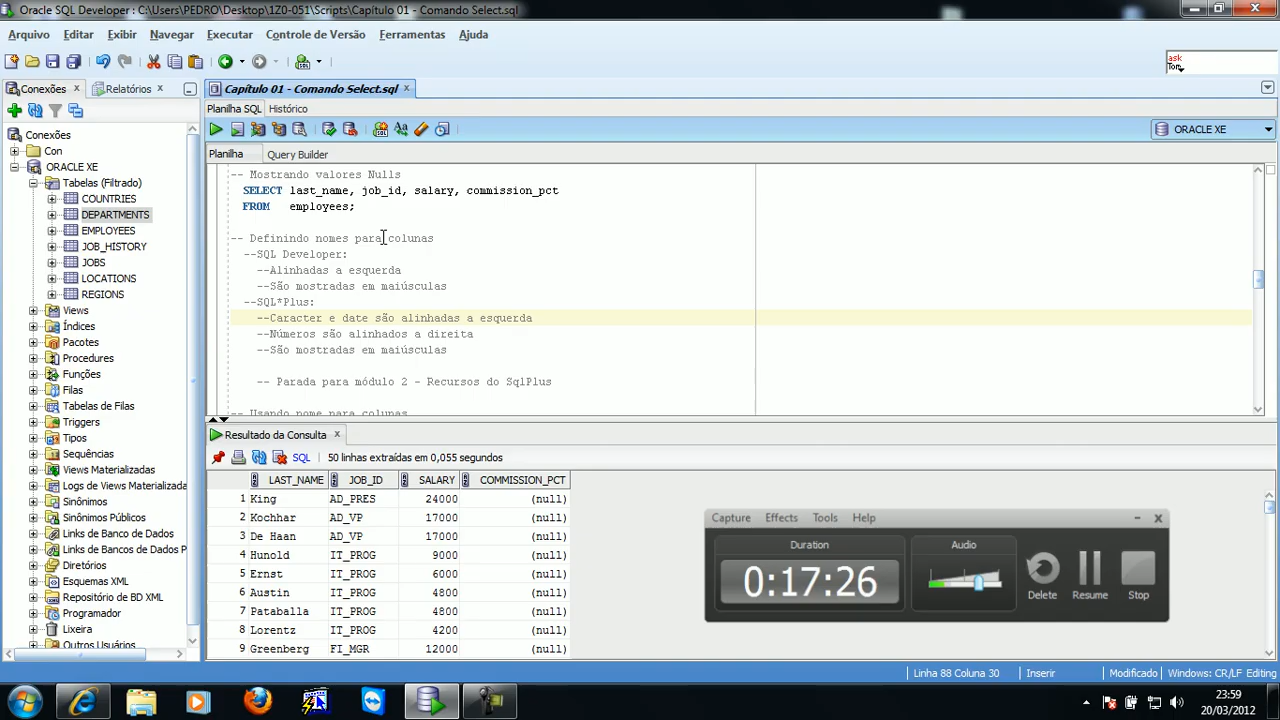 Oracle SQL Developer : C:\Users\PEDRO\Desktop\1Z0-051\Scripts\Capítulo 01 - Comando Select.sql
Arquivo Editar Exibir Navegar Executar Controle de Versão Ferramentas Ajuda
ask
Tom
Conexões Relatórios Capítulo 01 - Comando Select.sql
Planilha SQL Histórico
ORACLE XE
Planilha Query Builder
Conexões
Con
ORACLE XE
Tabelas (Filtrado)
COUNTRIES
DEPARTMENTS
EMPLOYEES
JOB_HISTORY
JOBS
LOCATIONS
REGIONS
Views
Índices
Pacotes
Procedures
Funções
Filas
Tabelas de Filas
Triggers
Tipos
Sequências
Views Materializadas
Logs de Views Materializada
Sinônimos
Sinônimos Públicos
Links de Banco de Dados
Links de Bancos de Dados P
Diretórios
Esquemas XML
Repositório de BD XML
Programador
Lixeira
Outros Usuários
-- Mostrando valores Nulls
SELECT last_name, job_id, salary, commission_pct
FROM employees;
-- Definindo nomes para colunas
--SQL Developer:
--Alinhadas a esquerda
--São mostradas em maiúsculas
--SQL*Plus:
--Caracter e date são alinhadas a esquerda
--Números são alinhados a direita
--São mostradas em maiúsculas
-- Parada para módulo 2 - Recursos do SqlPlus
-- Usando nome para colunas
Resultado da Consulta
SQL 50 linhas extraídas em 0,055 segundos
LAST_NAME JOB_ID SALARY COMMISSION_PCT
1 King AD_PRES 24000 (null)
2 Kochhar AD_VP 17000 (null)
3 De Haan AD_VP 17000 (null)
4 Hunold IT_PROG 9000 (null)
5 Ernst IT_PROG 6000 (null)
6 Austin IT_PROG 4800 (null)
7 Pataballa IT_PROG 4800 (null)
8 Lorentz IT_PROG 4200 (null)
9 Greenberg FI_MGR 12000 (null)
Capture Effects Tools Help
Duration Audio
0:17:26
Delete Resume Stop
Linha 88 Coluna 30 Inserir Modificado Windows: CR/LF Editing
23:59
20/03/2012